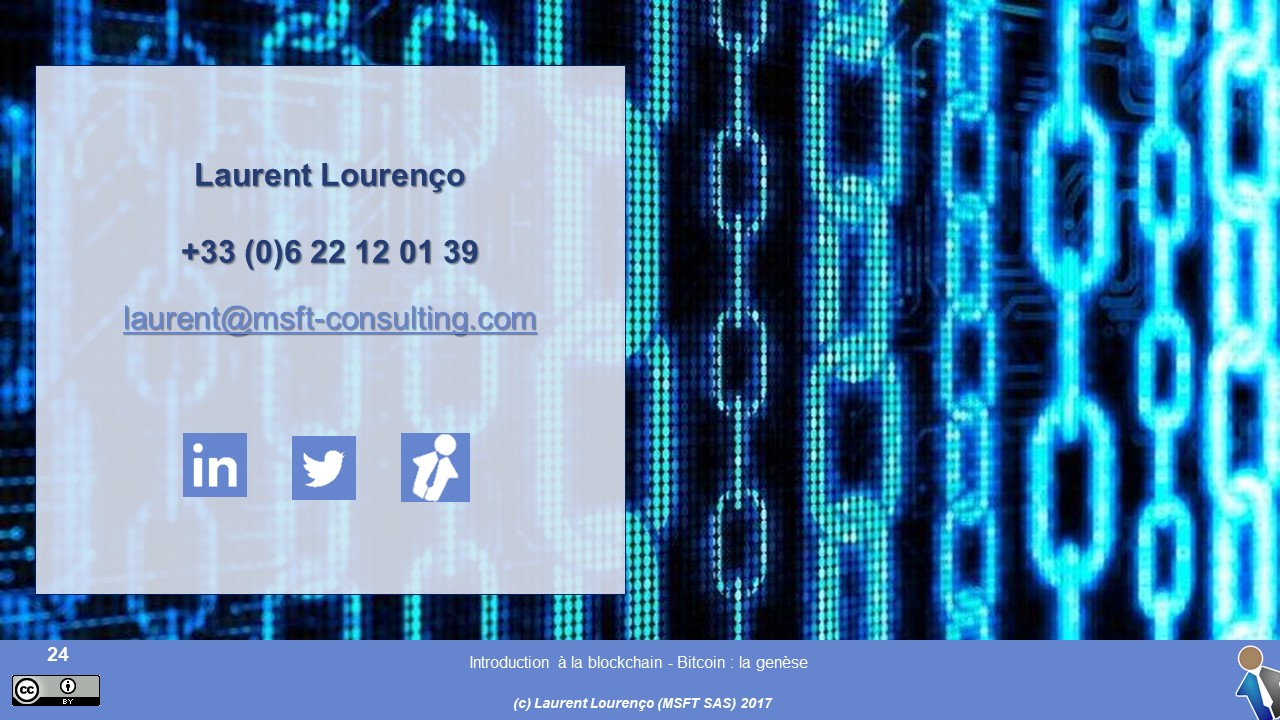 Laurent Lourenço
+33 (0)6 22 12 01 39
laurent@msft-consulting.com
in
24
Introduction à la blockchain - Bitcoin : la genèse
cc
BY
(c) Laurent Lourenço (MSFT SAS) 2017